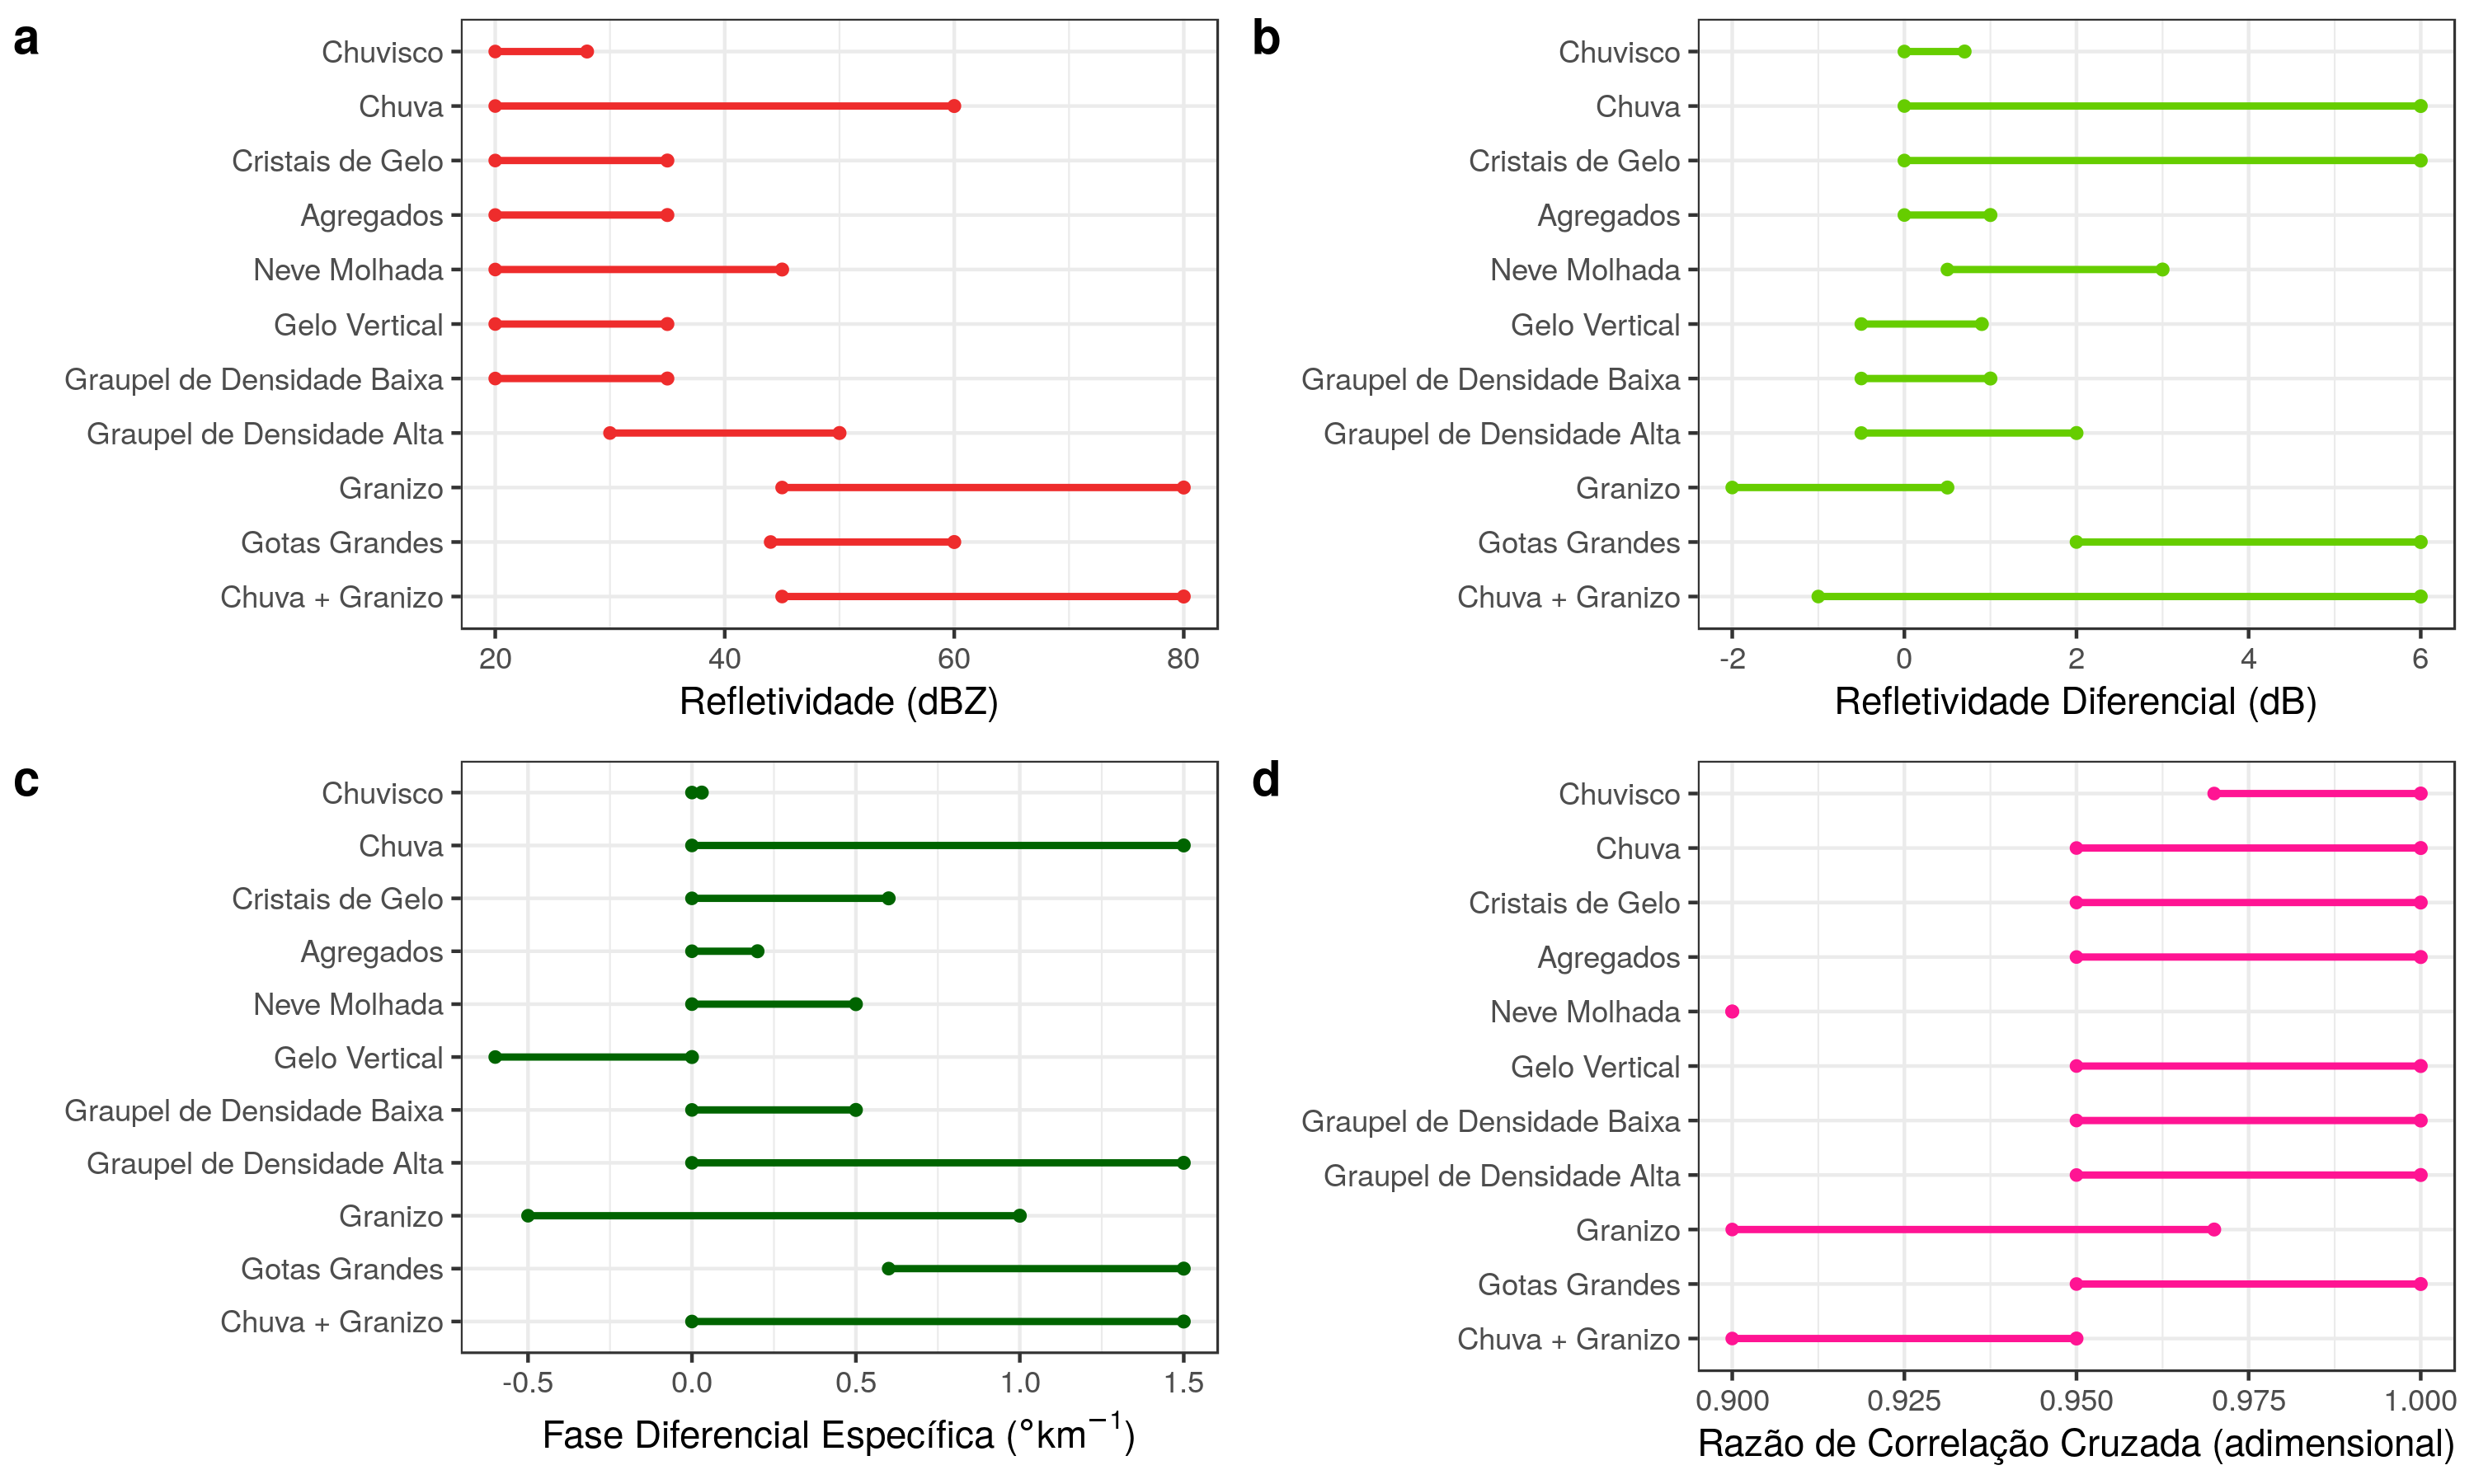 a
Chuvisco
Chuva
Cristais de Gelo
Agregados
Neve Molhada
Gelo Vertical
Graupel de Densidade Baixa
Graupel de Densidade Alta
Granizo
Gotas Grandes
Chuva + Granizo
20 40 60 80
Refletividade (dBZ)
b
Chuvisco
Chuva
Cristais de Gelo
Agregados
Neve Molhada
Gelo Vertical
Graupel de Densidade Baixa
Graupel de Densidade Alta
Granizo
Gotas Grandes
Chuva + Granizo
-2 0 2 4 6
Refletividade Diferencial (dB)
c
Chuvisco
Chuva
Cristais de Gelo
Agregados
Neve Molhada
Gelo Vertical
Graupel de Densidade Baixa
Graupel de Densidade Alta
Granizo
Gotas Grandes
Chuva + Granizo
-0.5 0.0 0.5 1.0 1.5
Fase Diferencial Específica (°km⁻¹)
d
Chuvisco
Chuva
Cristais de Gelo
Agregados
Neve Molhada
Gelo Vertical
Graupel de Densidade Baixa
Graupel de Densidade Alta
Granizo
Gotas Grandes
Chuva + Granizo
0.900 0.925 0.950 0.975 1.000
Razão de Correlação Cruzada (adimensional)